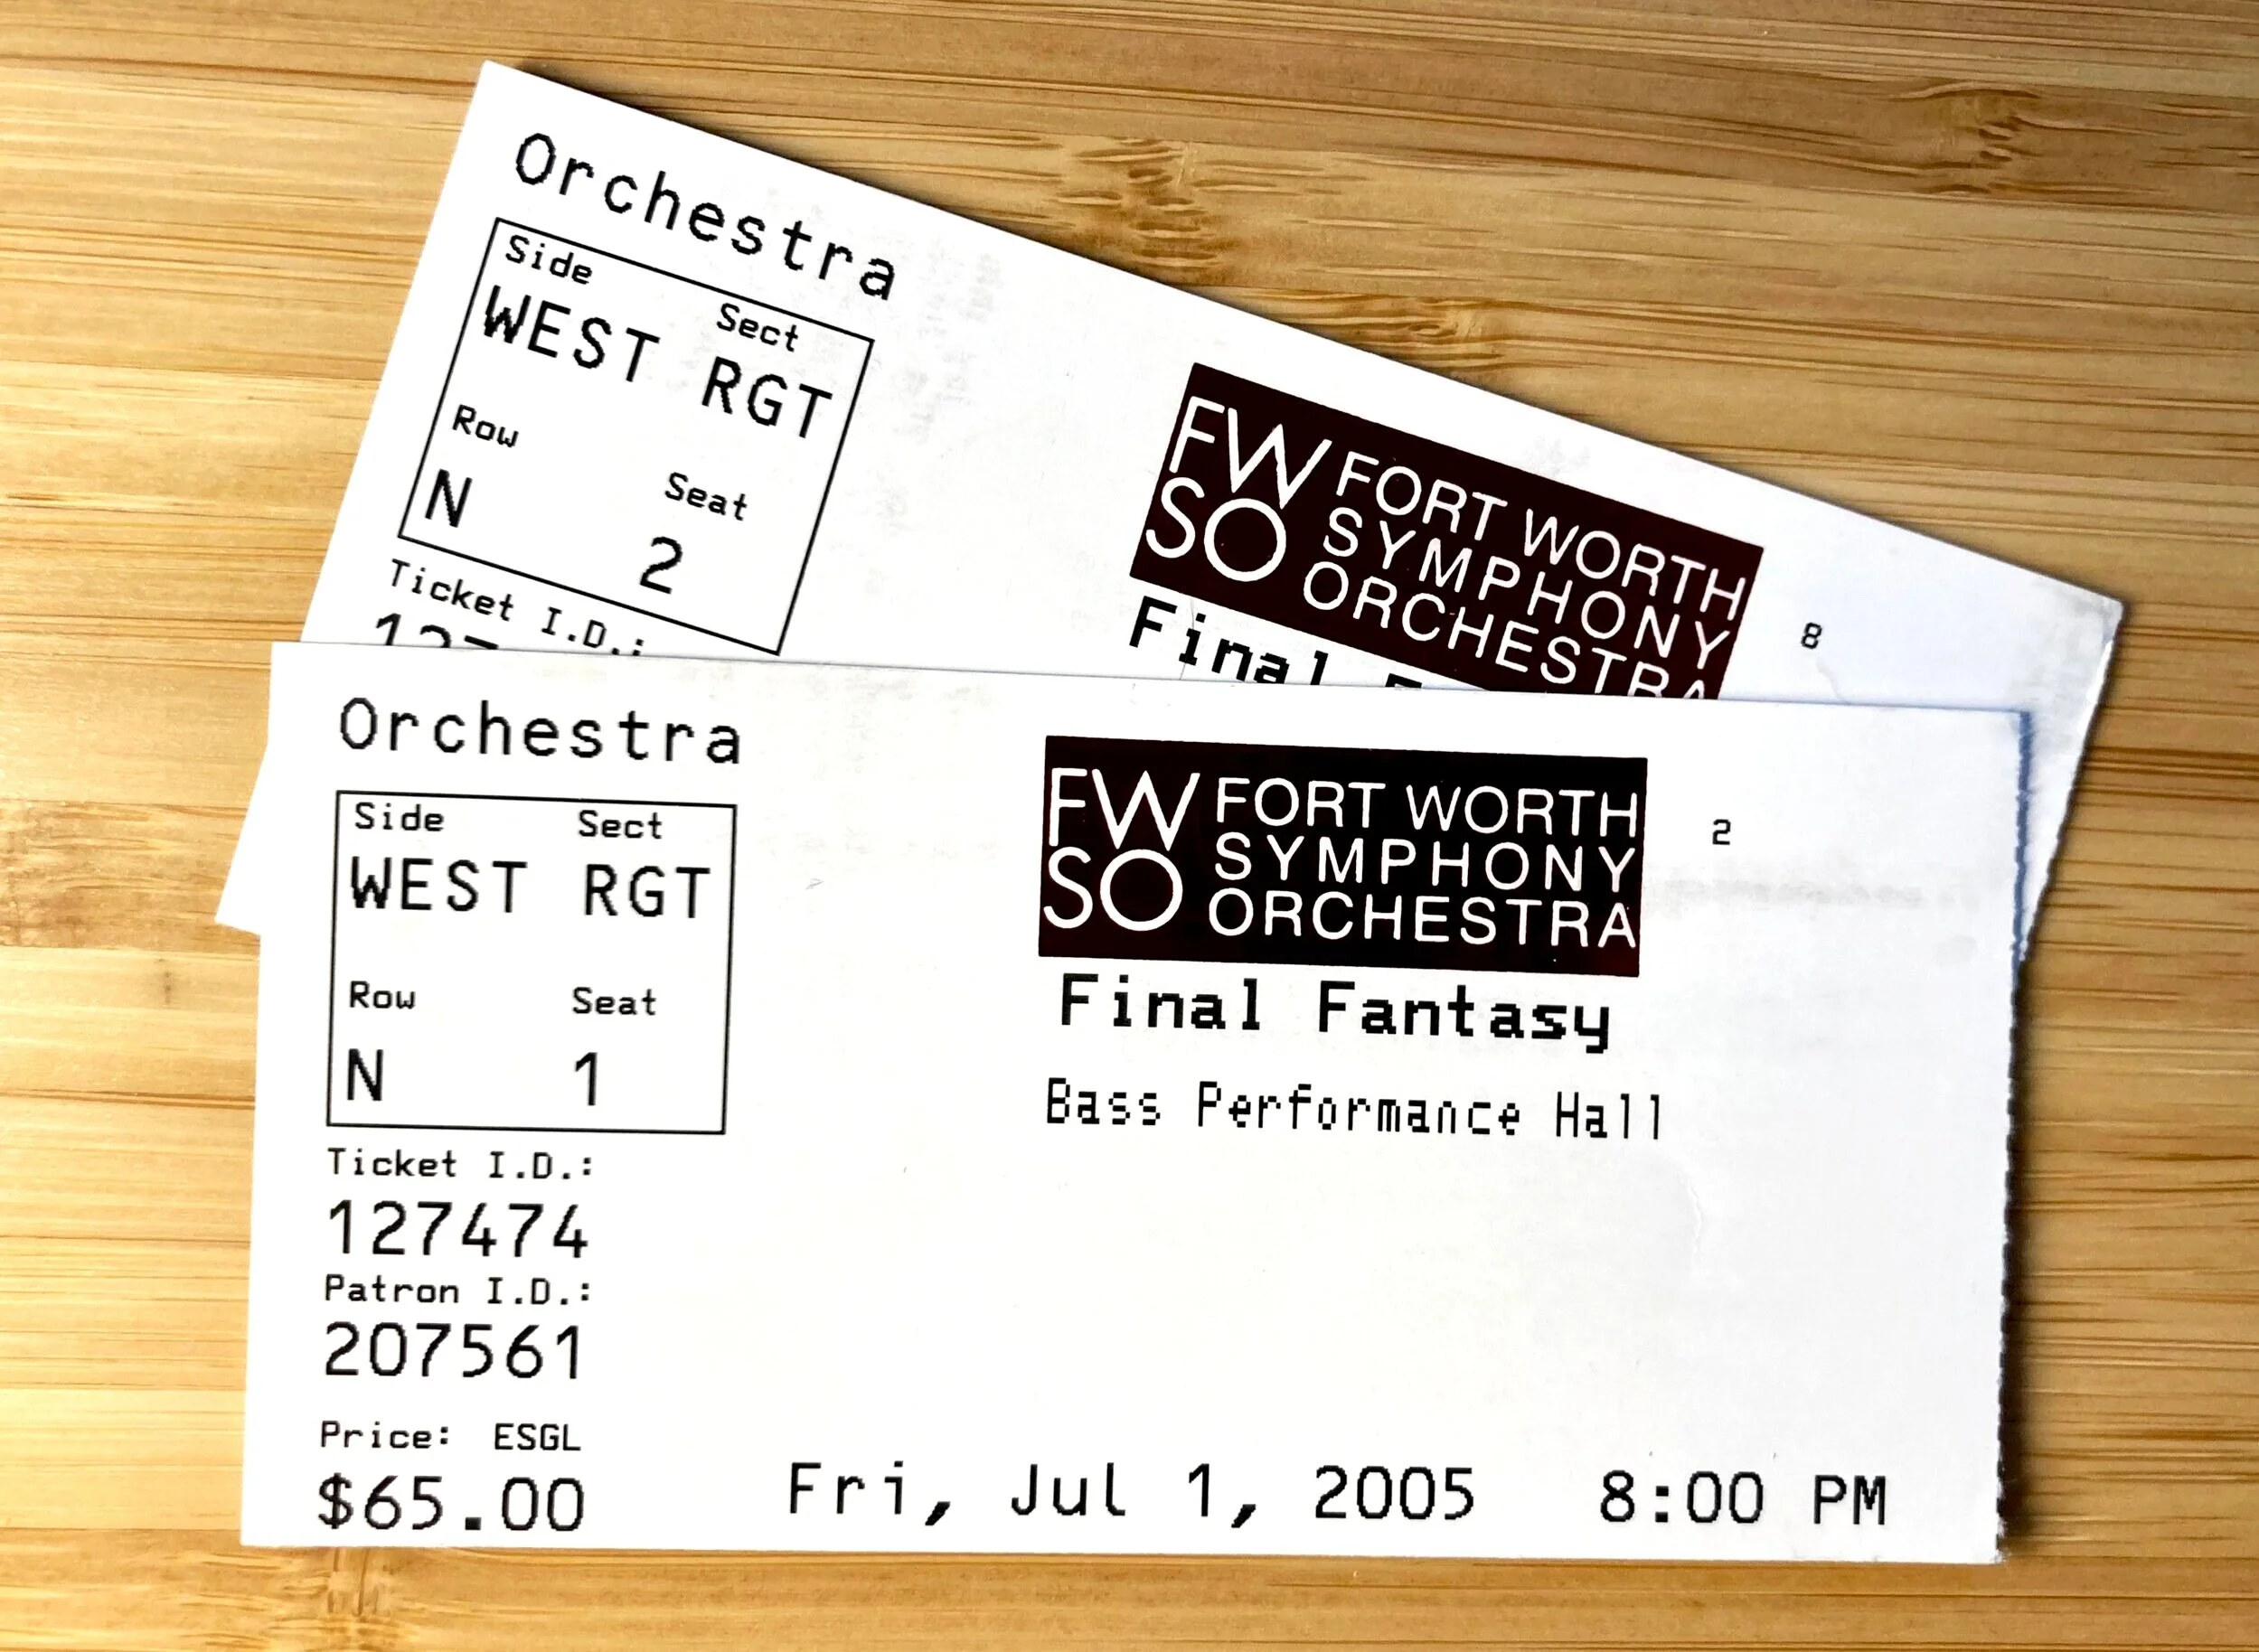 Orchestra
Side Sect
WEST RGT
Row Seat
N 2
Ticket I.D.:
FW SO FORT WORTH
SYMPHONY
ORCHESTRA
8
Final
Orchestra
Side Sect
WEST RGT
Row Seat
N 1
Ticket I.D.:
127474
Patron I.D.:
207561
Price: ESGL
$65.00
FW SO FORT WORTH
SYMPHONY
ORCHESTRA
2
Final Fantasy
Bass Performance Hall
Fri, Jul 1, 2005 8:00 PM